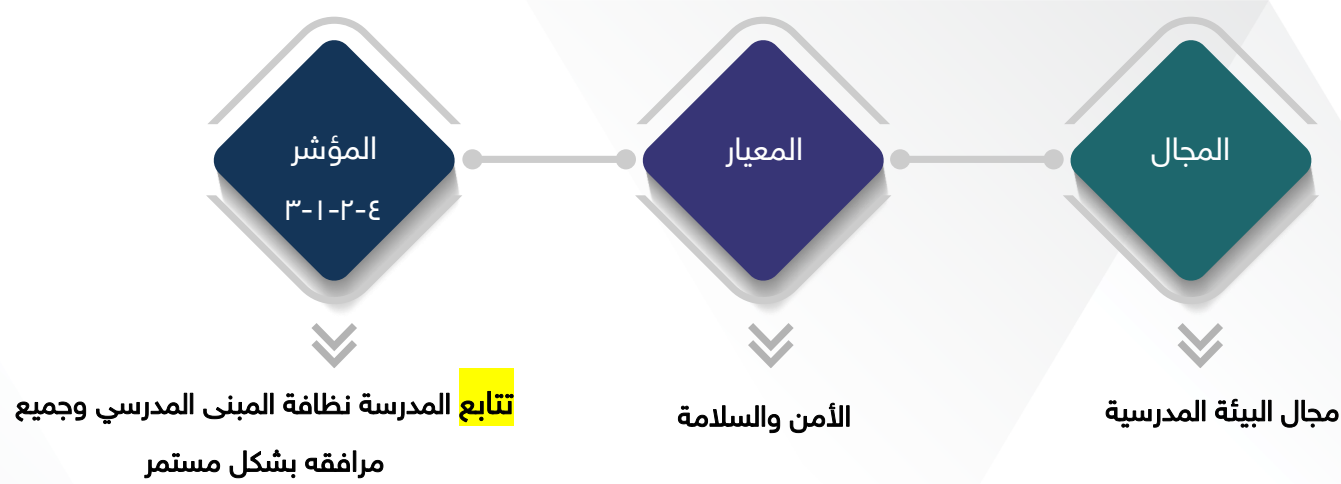 المجال
المعيار
المؤشر
٤-٢-١-٣
مجال البيئة المدرسية
الأمن والسلامة
تتابع المدرسة نظافة المبنى المدرسي وجميع
مرافقه بشكل مستمر